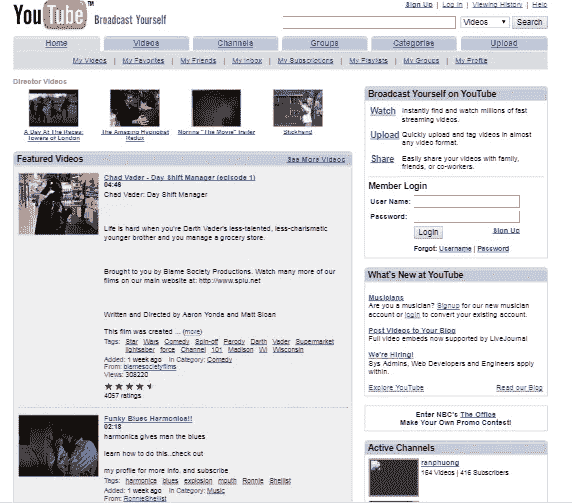 YouTube™ Broadcast Yourself
Sign Up | Log In | Viewing History | Help
Videos Search
Home Videos Channels Groups Categories Upload
My Videos | My Favorites | My Friends | My Inbox | My Subscriptions | My Playlists | My Groups | My Profile
Director Videos
A Day At The Races: Towers of London
The Amazing Hypnorat Redux
Norring "The Movie" trailer
Stickhand
Featured Videos See More Videos
Chad Vader - Day Shift Manager (episode 1)
04:46
Chad Vader: Day Shift Manager
Life is hard when you're Darth Vader's less-talented, less-charismatic
younger brother and you manage a grocery store.
Brought to you by Blame Society Productions. Watch many more of our
films on our main website at: http://www.splu.net
Written and Directed by Aaron Yonda and Matt Sloan
This film was created ... (more)
Tags: Star Wars Comedy Spin-off Parody Darth Vader Supermarket
lightsaber force Channel 101 Madison WI Wisconsin
Added: 1 week ago In Category: Comedy
From: blamesocietyfilms
Views: 308220
4057 ratings
Funky Blues Harmonica!!
02:18
harmonica gives man the blues
learn how to do this..check out
my profile for more info. and subscribe
Tags: harmonica blues explosion mouth Ronnie Shellist
Added: 1 week ago In Category: Music
From: RonnieShellist
Broadcast Yourself on YouTube
Watch Instantly find and watch millions of fast
streaming videos.
Upload Quickly upload and tag videos in almost
any video format.
Share Easily share your videos with family,
friends, or co-workers.
Member Login
User Name:
Password:
Login Sign Up
Forgot: Username | Password
What's New at YouTube
Musicians
Are you a musician? Signup for our new musician
account or login to convert your existing account.
Post Videos to Your Blog
Full video embeds now supported by LiveJournal
We're Hiring!
Sys Admins, Web Developers and Engineers apply
within.
Explore YouTube Read our Blog
Enter NBC's The Office
Make Your Own Promo Contest!
Active Channels
ranphuong
164 Videos | 416 Subscribers